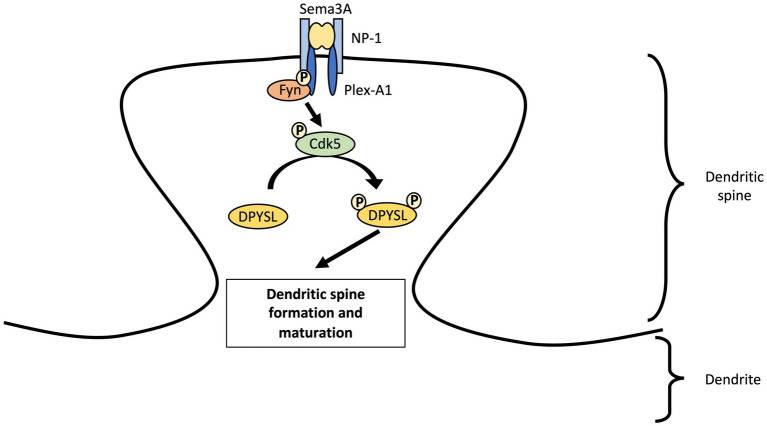 Sema3A
NP-1
P
Fyn
Plex-A1
P
Cdk5
DPYSL
P
P
DPYSL
Dendritic spine
formation and
maturation
Dendritic
spine
Dendrite